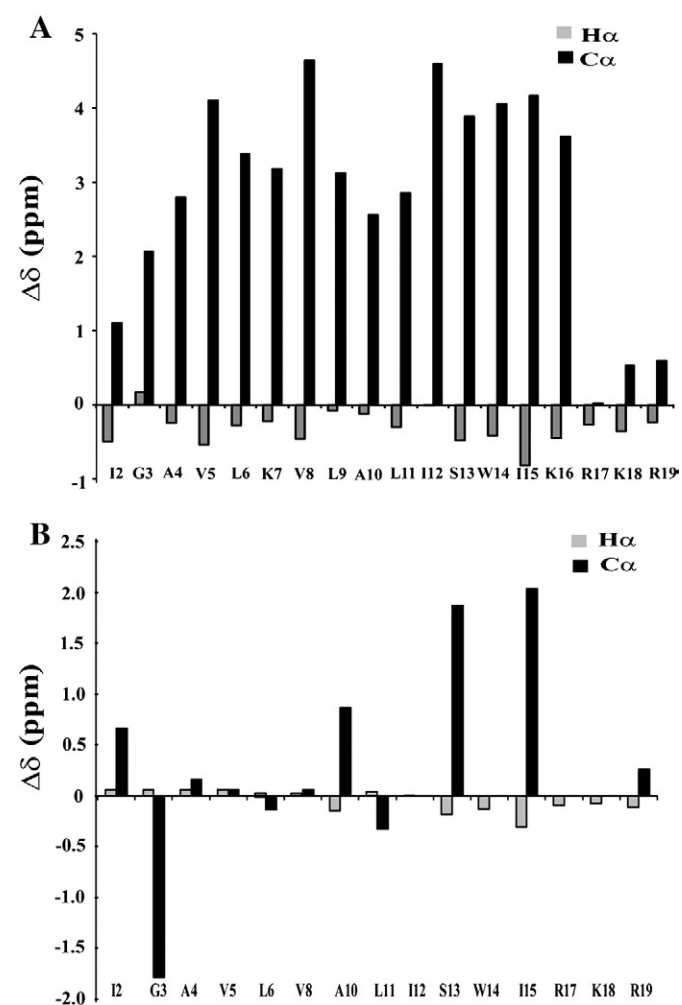 A
Hα
Cα
Δδ (ppm)
5
4
3
2
1
0
-1
I2 G3 A4 V5 L6 K7 V8 L9 A10 L11 I12 S13 W14 I15 K16 R17 K18 R19
B
Hα
Cα
Δδ (ppm)
2.5
2.0
1.5
1.0
0.5
0
-0.5
-1.0
-1.5
-2.0
I2 G3 A4 V5 L6 V8 A10 L11 I12 S13 W14 I15 R17 K18 R19